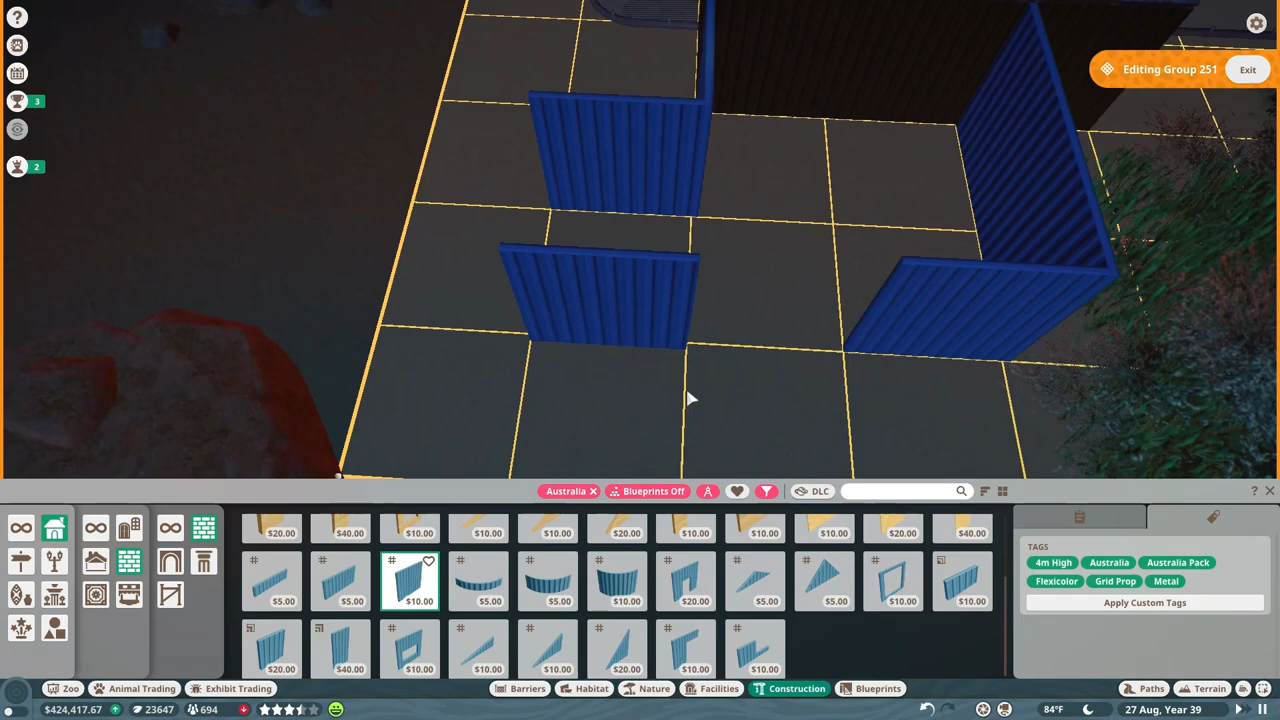 ?
Editing Group 251
Exit
3
2
Australia
Blueprints Off
DLC
?
$20.00
$40.00
$10.00
$10.00
$10.00
$20.00
$10.00
$10.00
$10.00
$20.00
$40.00
$5.00
$5.00
$10.00
$5.00
$5.00
$10.00
$20.00
$5.00
$5.00
$10.00
$10.00
$20.00
$40.00
$10.00
$10.00
$10.00
$20.00
$10.00
$10.00
TAGS
4m High
Australia
Australia Pack
Flexicolor
Grid Prop
Metal
Apply Custom Tags
Zoo
Animal Trading
Exhibit Trading
Barriers
Habitat
Nature
Facilities
Construction
Blueprints
Paths
Terrain
$424,417.67
23647
694
84°F
27 Aug, Year 39